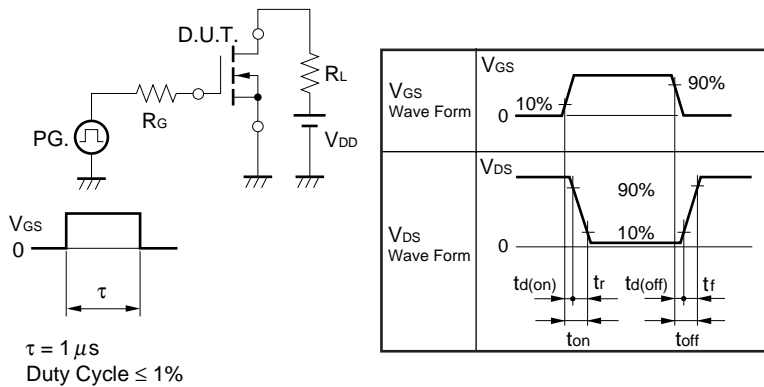 D.U.T.
RL
RG
PG.
VDD
VGS
0
τ
τ = 1 μs
Duty Cycle ≤ 1%
VGS
Wave Form
VGS
10%
90%
0
VDS
Wave Form
VDS
90%
10%
0
td(on) tr td(off) tf
ton toff